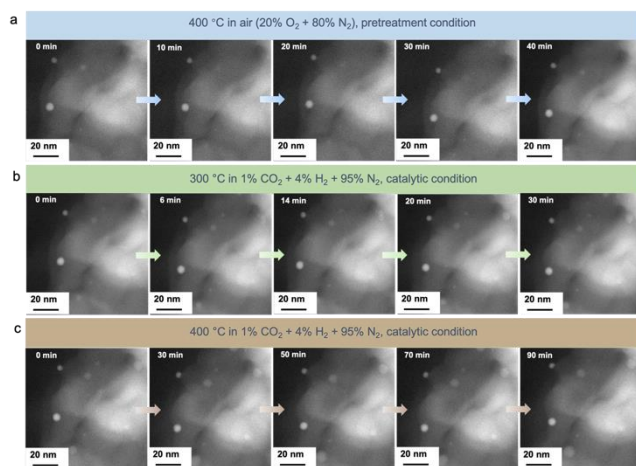 a
400 °C in air (20% O₂ + 80% N₂), pretreatment condition
0 min
10 min
20 min
30 min
40 min
20 nm
20 nm
20 nm
20 nm
20 nm
b
300 °C in 1% CO₂ + 4% H₂ + 95% N₂, catalytic condition
0 min
6 min
14 min
20 min
30 min
20 nm
20 nm
20 nm
20 nm
20 nm
c
400 °C in 1% CO₂ + 4% H₂ + 95% N₂, catalytic condition
0 min
30 min
50 min
70 min
90 min
20 nm
20 nm
20 nm
20 nm
20 nm